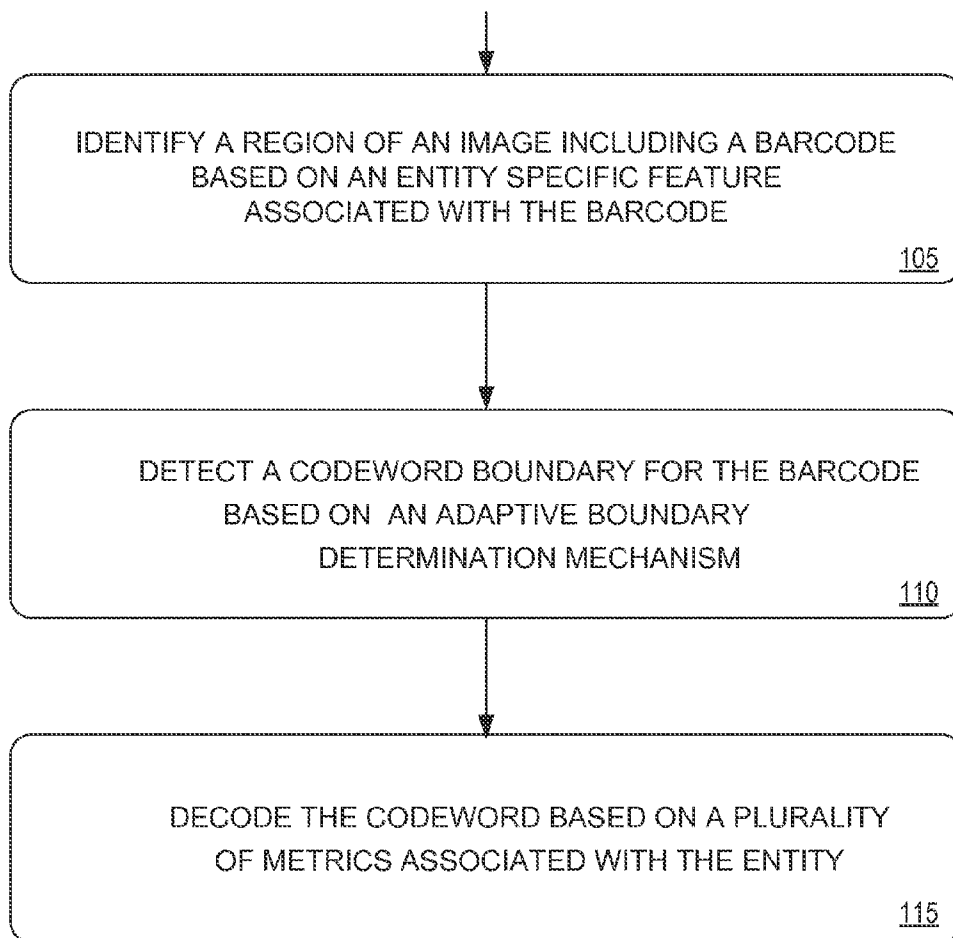 IDENTIFY A REGION OF AN IMAGE INCLUDING A BARCODE
BASED ON AN ENTITY SPECIFIC FEATURE
ASSOCIATED WITH THE BARCODE
105
DETECT A CODEWORD BOUNDARY FOR THE BARCODE
BASED ON AN ADAPTIVE BOUNDARY
DETERMINATION MECHANISM
110
DECODE THE CODEWORD BASED ON A PLURALITY
OF METRICS ASSOCIATED WITH THE ENTITY
115